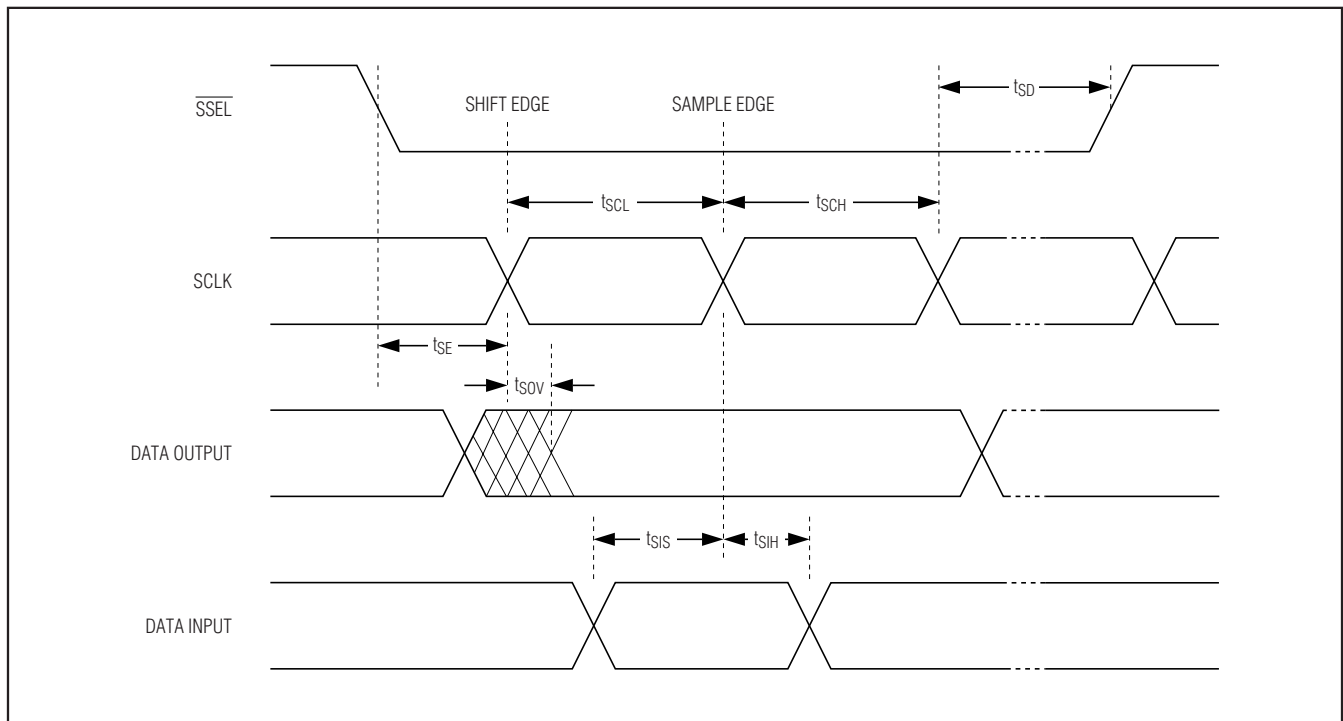 SSEL
SHIFT EDGE
SAMPLE EDGE
tSD
tSCL
tSCH
SCLK
tSE
tSOV
DATA OUTPUT
tSIS
tSIH
DATA INPUT